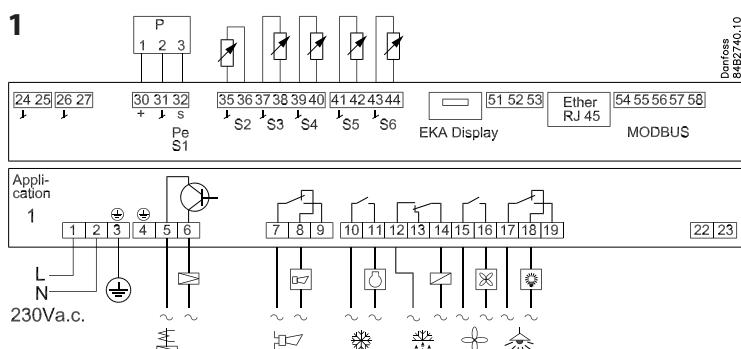 1
P
1 2 3
Danfoss
84B2740.10
24 25 26 27 30 31 32 35 36 37 38 39 40 41 42 43 44 51 52 53 Ether RJ 45 54 55 56 57 58
+ s S2 S3 S4 S5 S6 EKA Display MODBUS
Pe
S1
Appli-
cation
1
1 2 3 4 5 6 7 8 9 10 11 12 13 14 15 16 17 18 19 22 23
L
N
230Va.c.